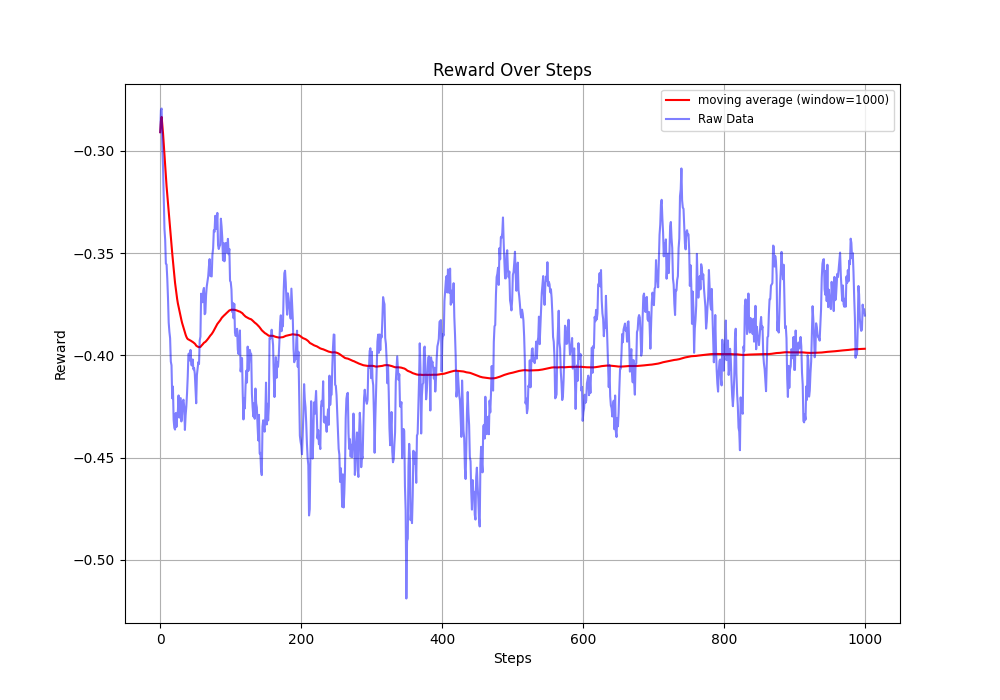 Reward Over Steps
moving average (window=1000)
Raw Data
−0.30
−0.35
−0.40
−0.45
−0.50
Reward
0 200 400 600 800 1000
Steps